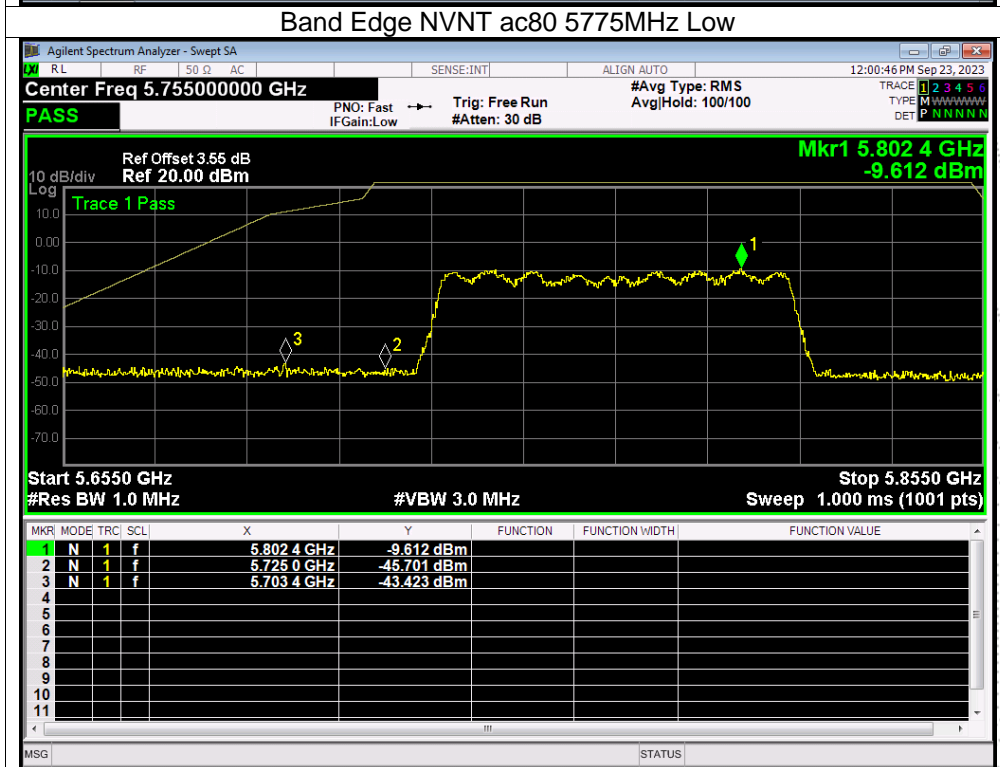 Band Edge NVNT ac80 5775MHz Low
Agilent Spectrum Analyzer - Swept SA
LXI RL RF 50 Ω AC SENSE:INT ALIGN AUTO 12:00:46 PM Sep 23, 2023
Center Freq 5.755000000 GHz #Avg Type: RMS TRACE 1 2 3 4 5 6
PNO: Fast Trig: Free Run Avg|Hold: 100/100 TYPE M WWWWW
PASS IFGain:Low #Atten: 30 dB DET P N N N N N
Mkr1 5.802 4 GHz
Ref Offset 3.55 dB
10 dB/div Ref 20.00 dBm -9.612 dBm
Log
Trace 1 Pass
10.0
0.00
1
-10.0
-20.0
-30.0
3 2
-40.0
-50.0
-60.0
-70.0
Start 5.6550 GHz Stop 5.8550 GHz
#Res BW 1.0 MHz #VBW 3.0 MHz Sweep 1.000 ms (1001 pts)
MKR MODE TRC SCL X Y FUNCTION FUNCTION WIDTH FUNCTION VALUE
1 N 1 f 5.802 4 GHz -9.612 dBm
2 N 1 f 5.725 0 GHz -45.701 dBm
3 N 1 f 5.703 4 GHz -43.423 dBm
4
5
6
7
8
9
10
11
MSG STATUS